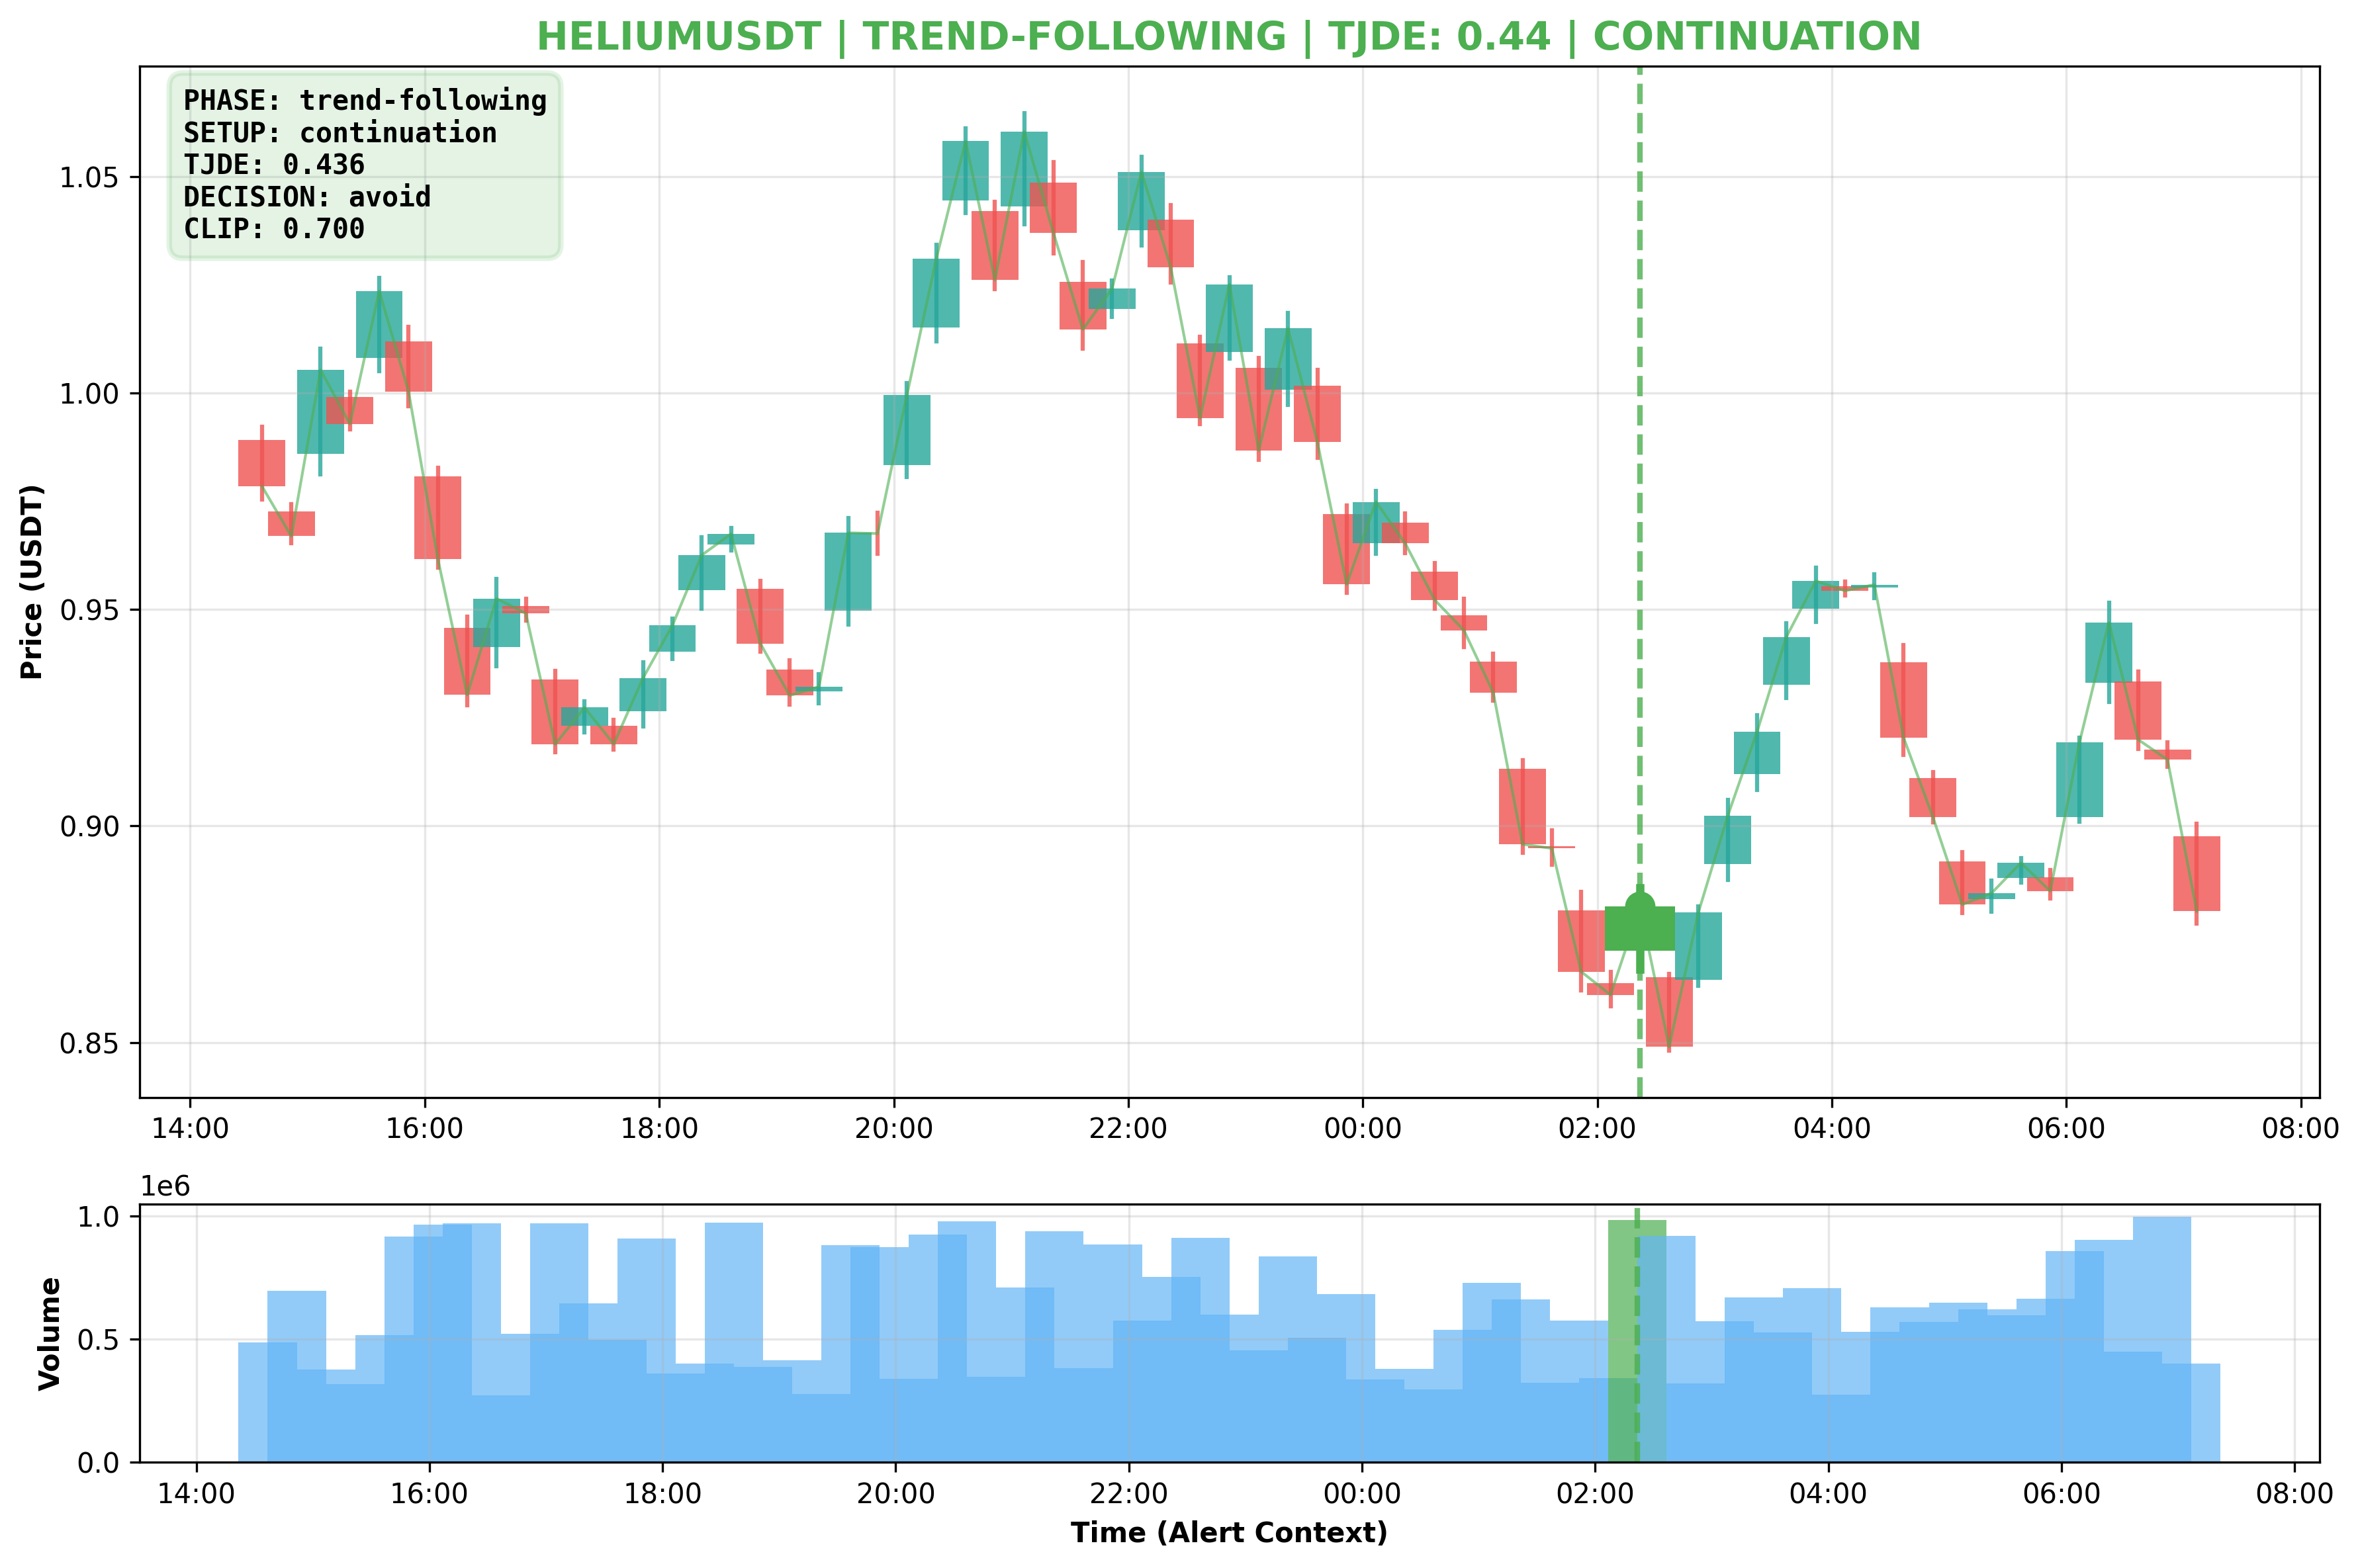 HELIUMUSDT | TREND-FOLLOWING | TJDE: 0.44 | CONTINUATION
PHASE: trend-following
SETUP: continuation
TJDE: 0.436
DECISION: avoid
CLIP: 0.700
Price (USDT)
1.05
1.00
0.95
0.90
0.85
14:00 16:00 18:00 20:00 22:00 00:00 02:00 04:00 06:00 08:00
1e6
Volume
1.0
0.5
0.0
14:00 16:00 18:00 20:00 22:00 00:00 02:00 04:00 06:00 08:00
Time (Alert Context)